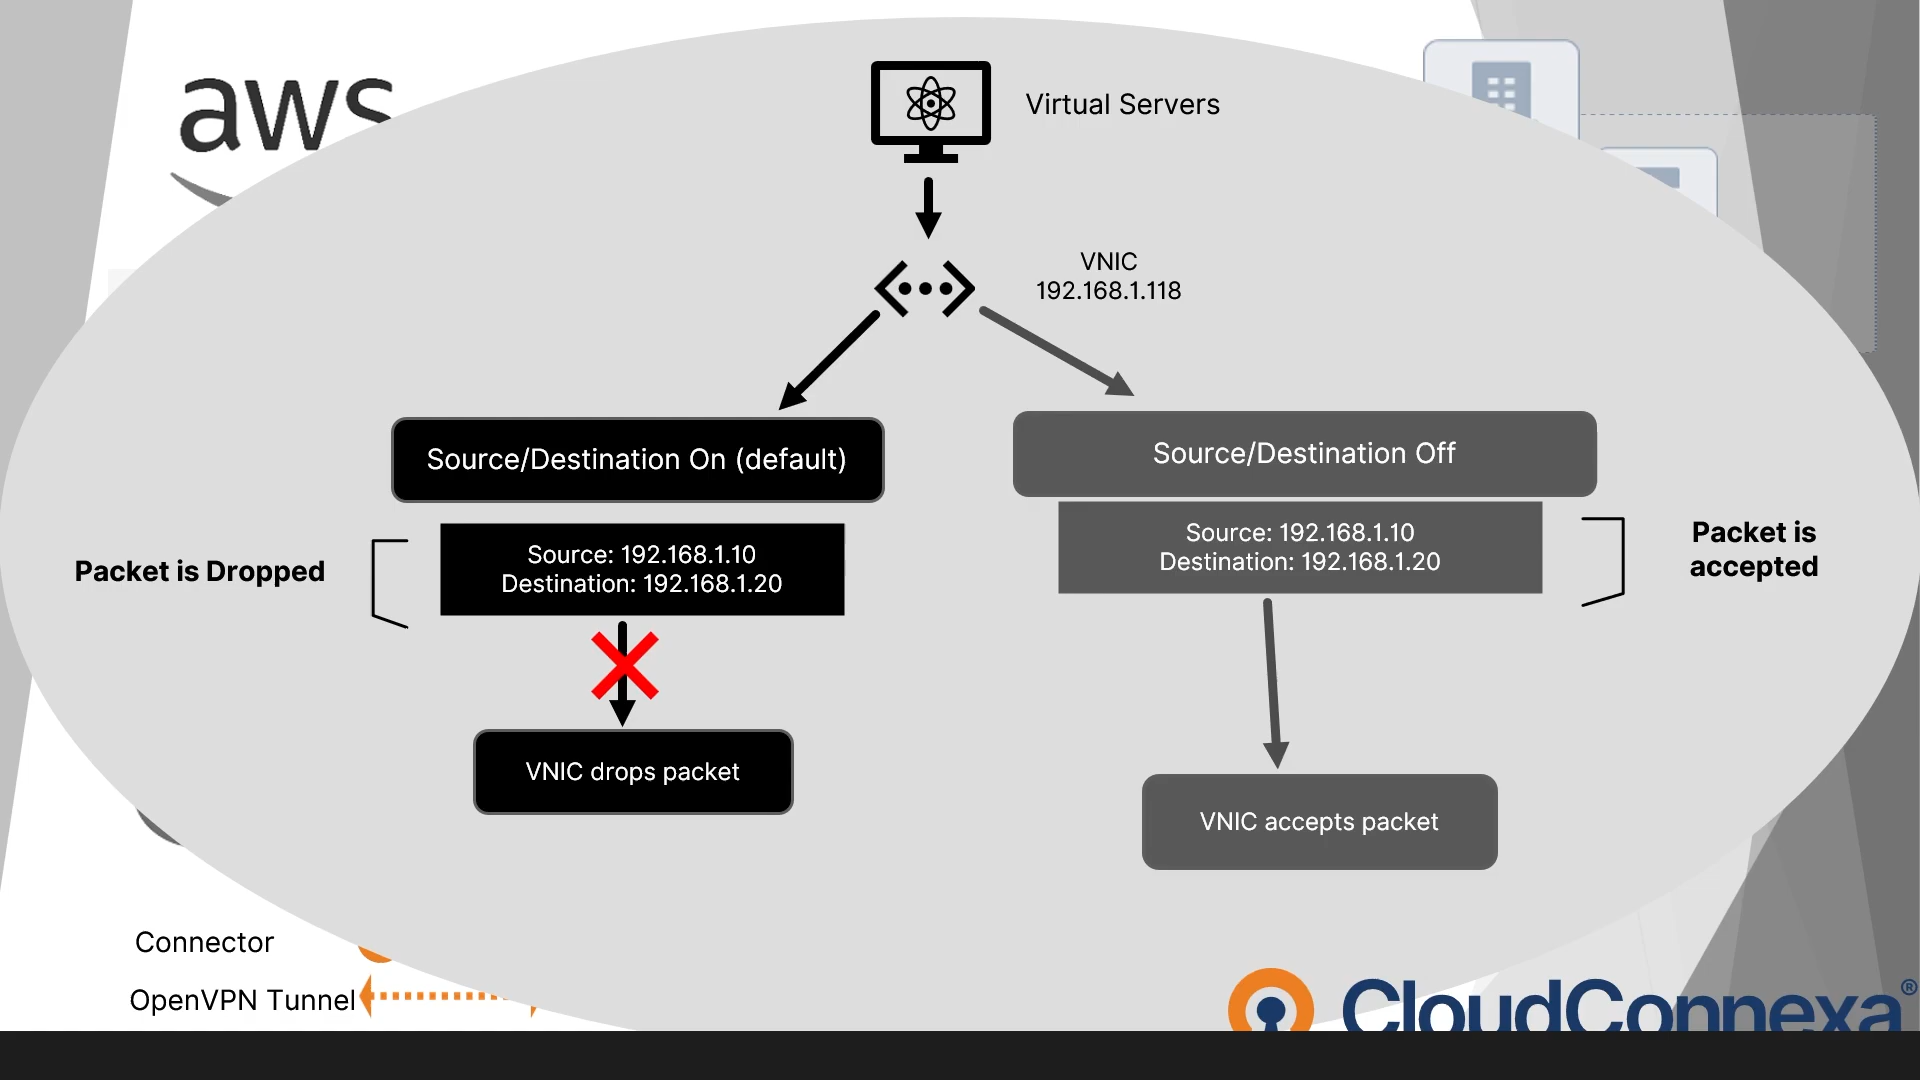 aws
Virtual Servers
VNIC
192.168.1.118
Source/Destination On (default)
Source/Destination Off
Source: 192.168.1.10
Destination: 192.168.1.20
Packet is Dropped
Source: 192.168.1.10
Destination: 192.168.1.20
Packet is
accepted
VNIC drops packet
VNIC accepts packet
Connector
OpenVPN Tunnel
CloudConnexa®